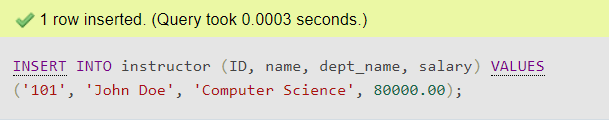 1 row inserted. (Query took 0.0003 seconds.)
INSERT INTO instructor (ID, name, dept_name, salary) VALUES
('101', 'John Doe', 'Computer Science', 80000.00);